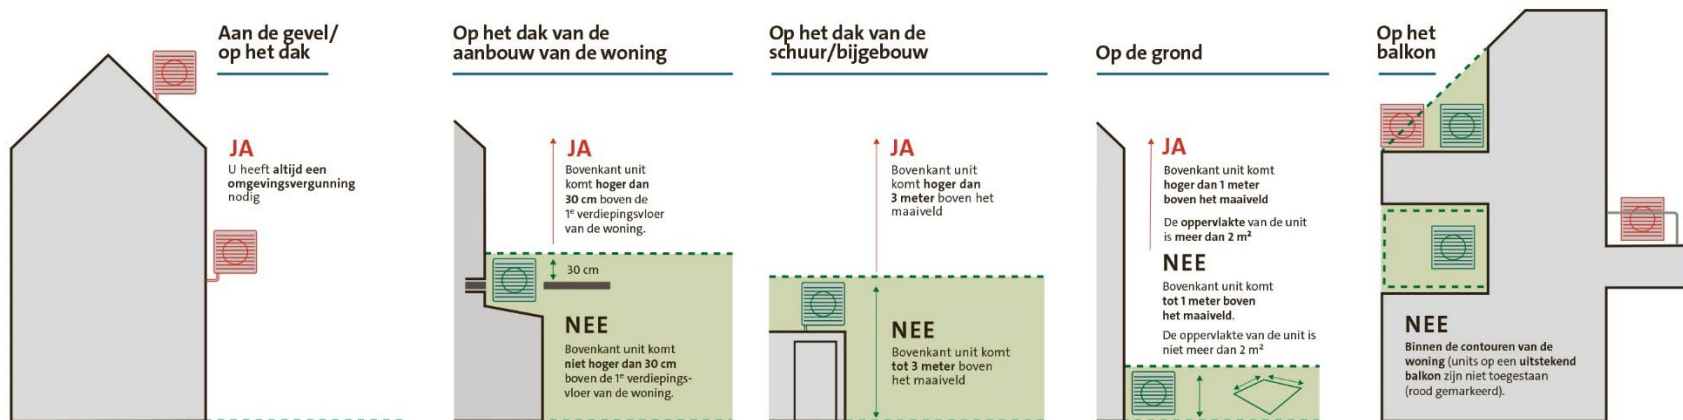 Aan de gevel/
op het dak
JA
U heeft altijd een
omgevingsvergunning
nodig
Op het dak van de
aanbouw van de woning
JA
Bovenkant unit
komt hoger dan
30 cm boven de
1e verdiepingsvloer
van de woning.
30 cm
NEE
Bovenkant unit komt
niet hoger dan 30 cm
boven de 1e verdiepings-
vloer van de woning.
Op het dak van de
schuur/bijgebouw
JA
Bovenkant unit
komt hoger dan
3 meter boven het
maaiveld
NEE
Bovenkant unit komt
tot 3 meter boven
het maaiveld
Op de grond
JA
Bovenkant unit komt
hoger dan 1 meter
boven het maaiveld
De oppervlakte van de unit
is meer dan 2 m²
NEE
Bovenkant unit komt
tot 1 meter boven
het maaiveld.
De oppervlakte van de unit is
niet meer dan 2 m²
Op het
balkon
NEE
Binnen de contouren van de
woning (units op een uitstekend
balkon zijn niet toegestaan
(rood gemarkeerd).